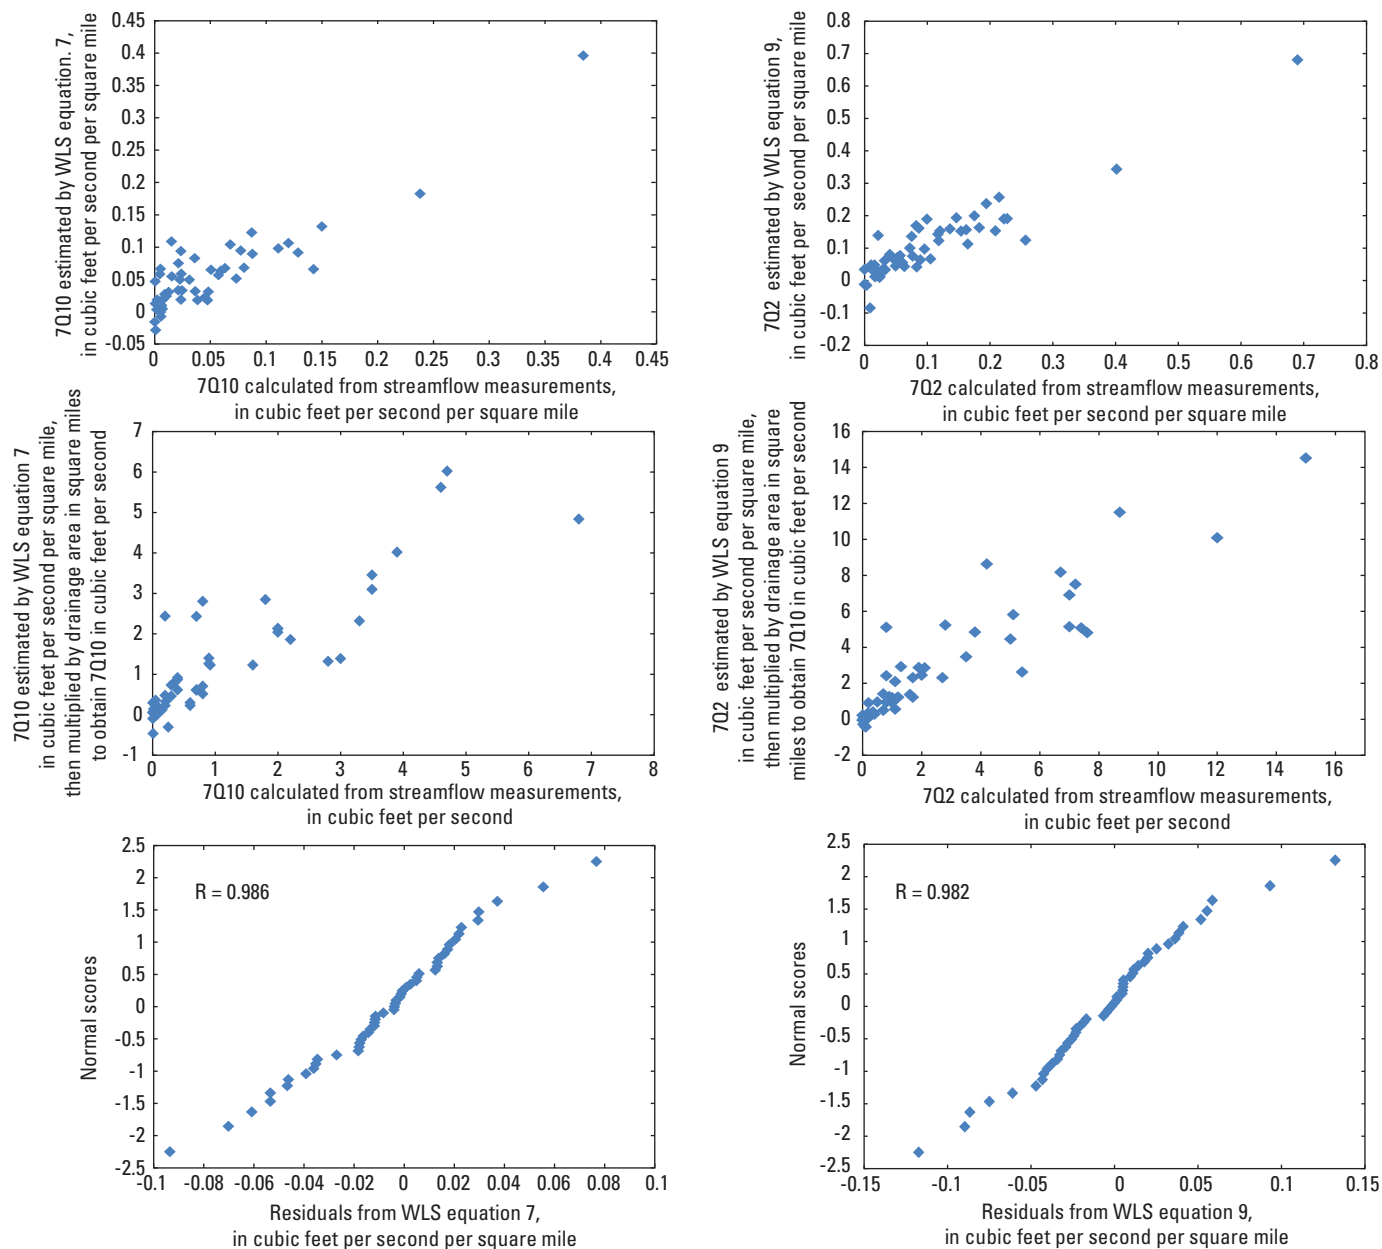 7Q10 estimated by WLS equation. 7,
in cubic feet per second per square mile
0.45
0.4
0.35
0.3
0.25
0.2
0.15
0.1
0.05
0
-0.05
0 0.05 0.1 0.15 0.2 0.25 0.3 0.35 0.4 0.45
7Q10 calculated from streamflow measurements,
in cubic feet per second per square mile
7Q2 estimated by WLS equation 9,
in cubic feet per second per square mile
0.8
0.7
0.6
0.5
0.4
0.3
0.2
0.1
0
-0.1
-0.2
0 0.1 0.2 0.3 0.4 0.5 0.6 0.7 0.8
7Q2 calculated from streamflow measurements,
in cubic feet per second per square mile
7Q10 estimated by WLS equation 7
in cubic feet per second per square mile,
then multiplied by drainage area in square miles
to obtain 7Q10 in cubic feet per second
7
6
5
4
3
2
1
0
-1
0 1 2 3 4 5 6 7 8
7Q10 calculated from streamflow measurements,
in cubic feet per second
7Q2 estimated by WLS equation 9
in cubic feet per second per square mile,
then multiplied by drainage area in square
miles to obtain 7Q10 in cubic feet per second
16
14
12
10
8
6
4
2
0
-2
0 2 4 6 8 10 12 14 16
7Q2 calculated from streamflow measurements,
in cubic feet per second
Normal scores
2.5
2
1.5
1
0.5
0
-0.5
-1
-1.5
-2
-2.5
R = 0.986
-0.1 -0.08 -0.06 -0.04 -0.02 0 0.02 0.04 0.06 0.08 0.1
Residuals from WLS equation 7,
in cubic feet per second per square mile
Normal scores
2.5
2
1.5
1
0.5
0
-0.5
-1
-1.5
-2
-2.5
R = 0.982
-0.15 -0.10 -0.05 0 0.05 0.10 0.15
Residuals from WLS equation 9,
in cubic feet per second per square mile